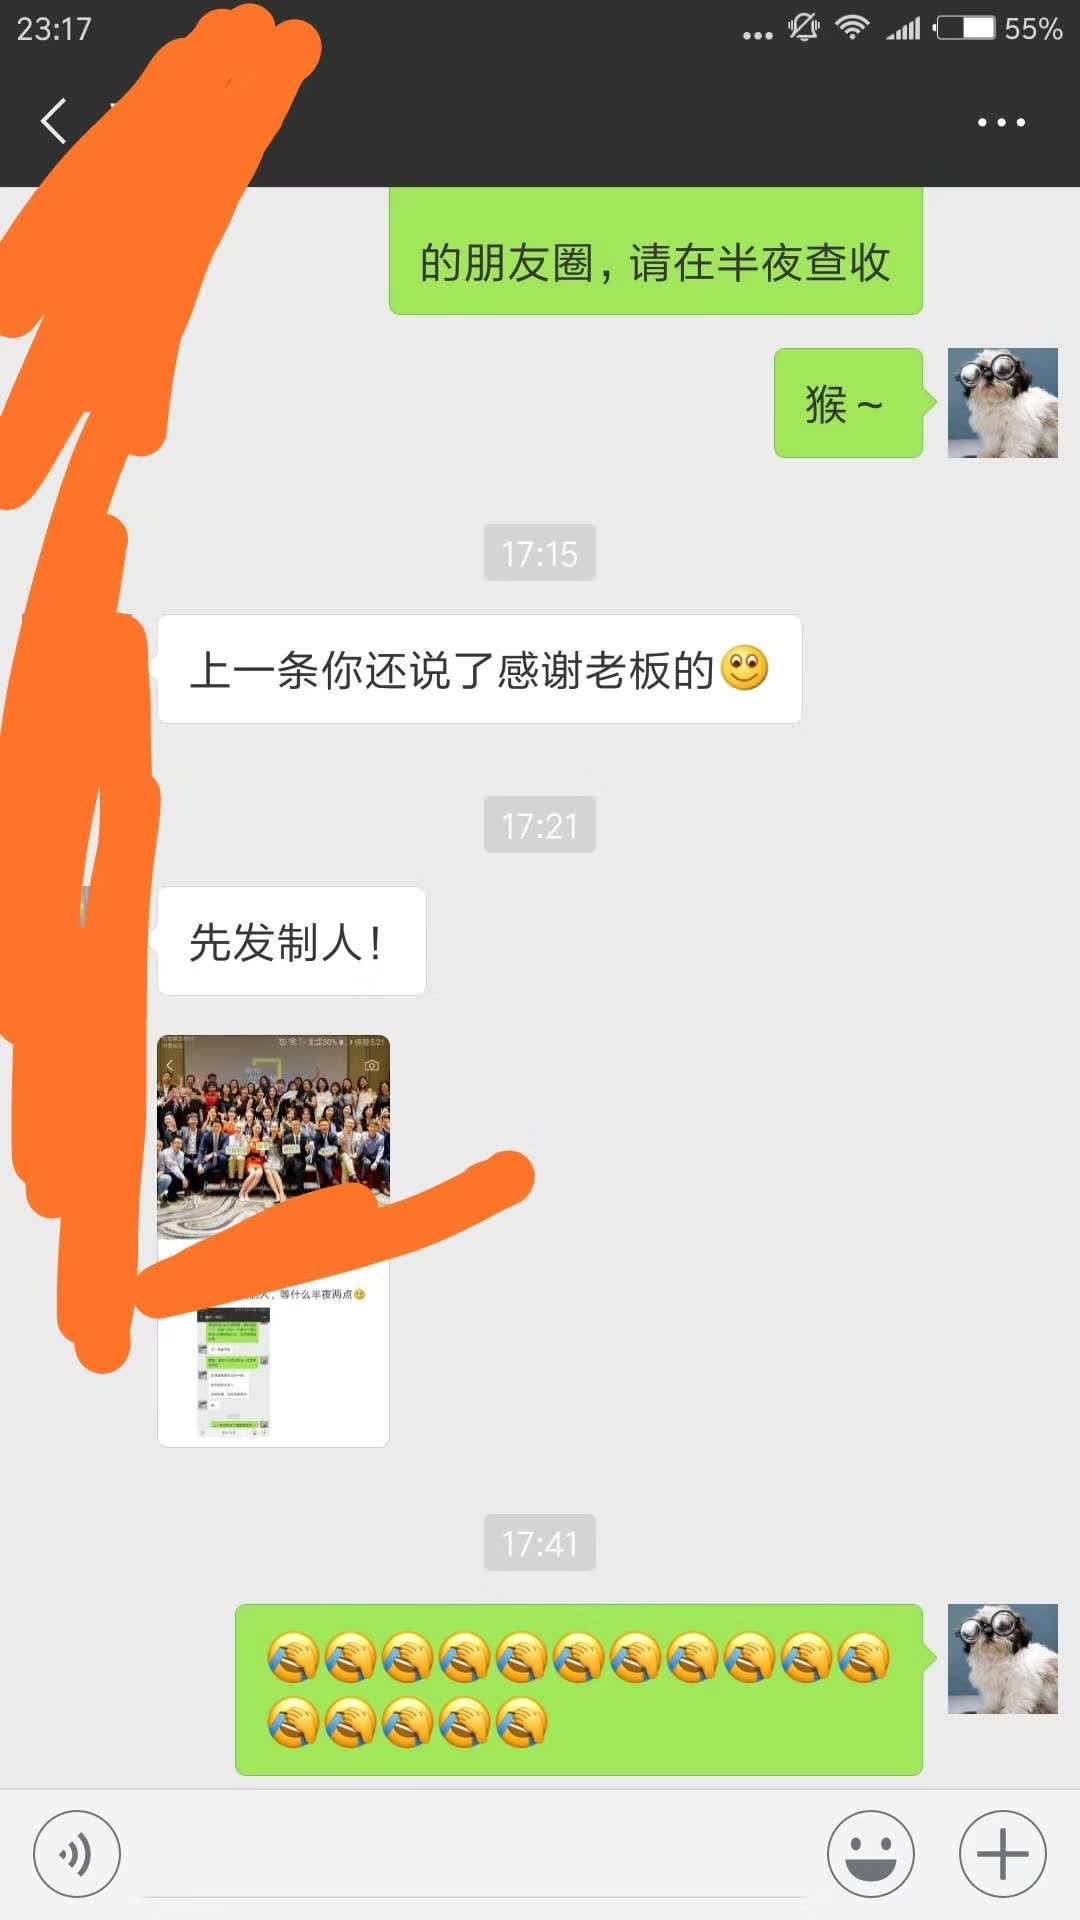 23:17
55%
的朋友圈，请在半夜查收
猴～
17:15
上一条你还说了感谢老板的
17:21
先发制人！
等什么半夜两点
17:41